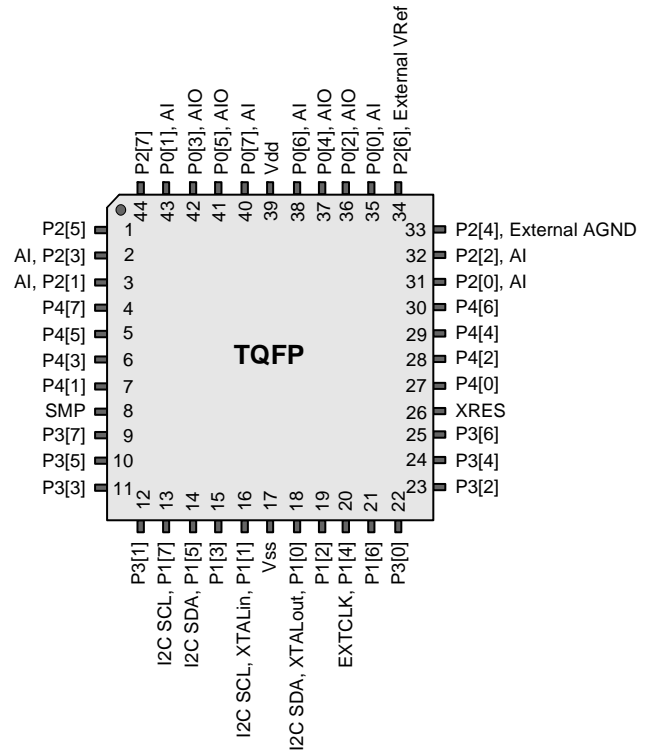 P2[7]
P0[1], AI
P0[3], AIO
P0[5], AIO
P0[7], AI
Vdd
P0[6], AI
P0[4], AIO
P0[2], AIO
P0[0], AI
P2[6], External VRef
44
43
42
41
40
39
38
37
36
35
34
P2[5] 1
AI, P2[3] 2
AI, P2[1] 3
P4[7] 4
P4[5] 5
P4[3] 6
P4[1] 7
SMP 8
P3[7] 9
P3[5] 10
P3[3] 11
TQFP
33 P2[4], External AGND
32 P2[2], AI
31 P2[0], AI
30 P4[6]
29 P4[4]
28 P4[2]
27 P4[0]
26 XRES
25 P3[6]
24 P3[4]
23 P3[2]
12
13
14
15
16
17
18
19
20
21
22
P3[1]
I2C SCL, P1[7]
I2C SDA, P1[5]
P1[3]
I2C SCL, XTALin, P1[1]
Vss
I2C SDA, XTALout, P1[0]
P1[2]
EXTCLK, P1[4]
P1[6]
P3[0]